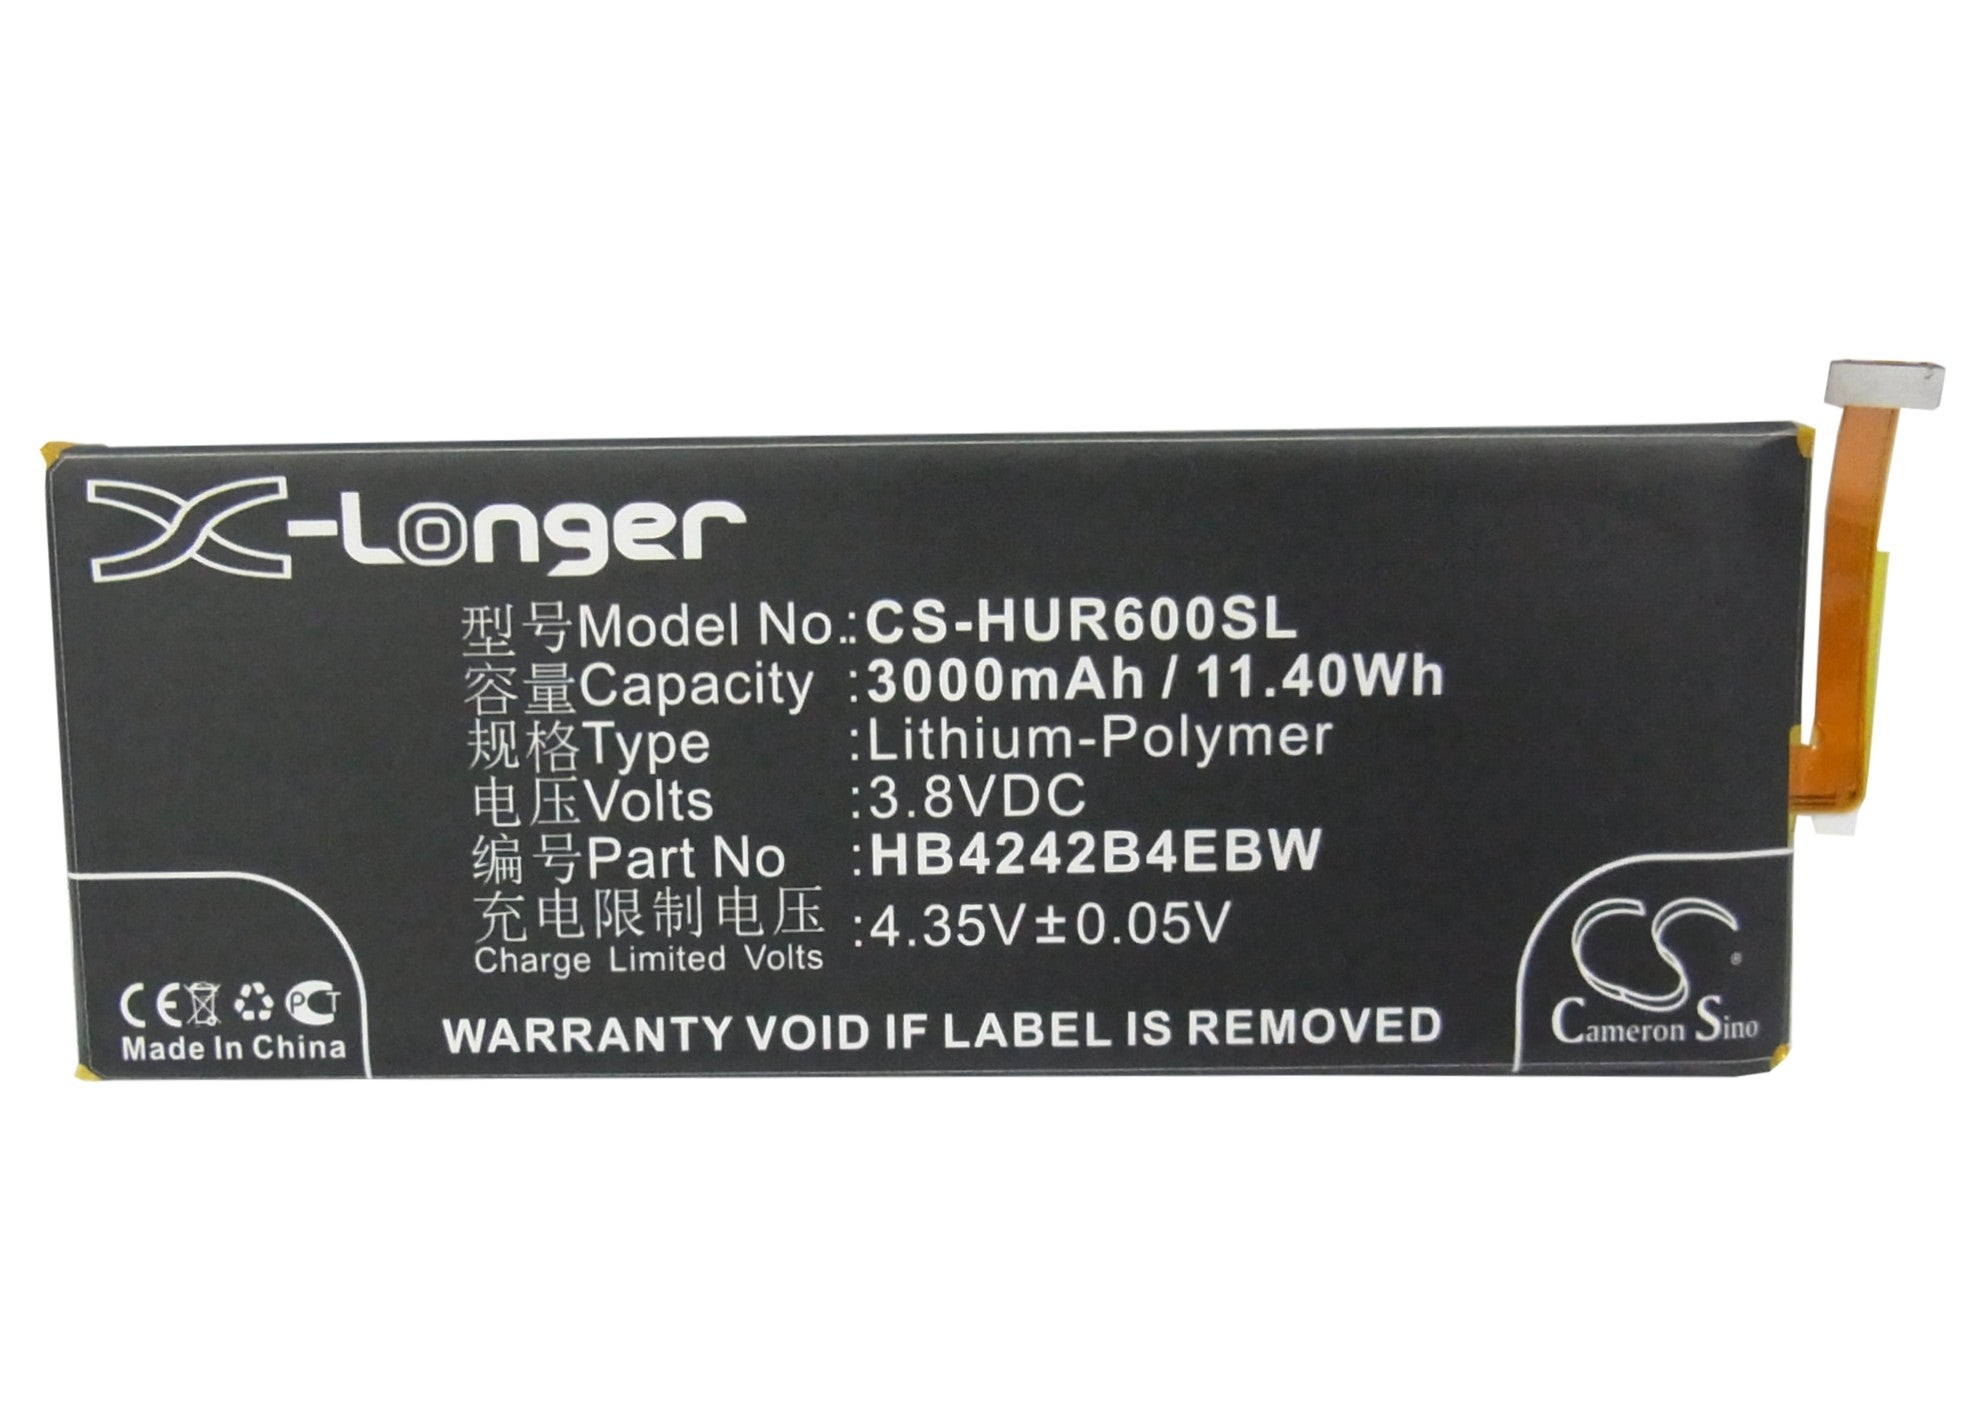 X-Longer
型号Model No.:CS-HUR600SL
容量Capacity :3000mAh / 11.40Wh
规格Type :Lithium-Polymer
电压Volts :3.8VDC
编号Part No :HB4242B4EBW
充电限制电压 :4.35V±0.05V
Charge Limited Volts
CE PCT
Made In China
WARRANTY VOID IF LABEL IS REMOVED
CS ®
Cameron Sino